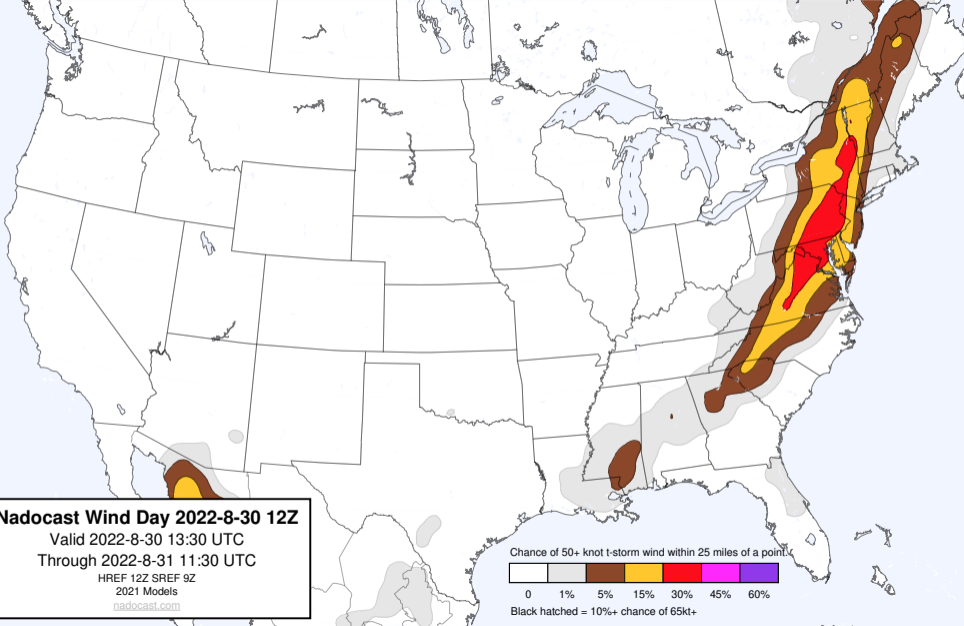 Nadocast Wind Day 2022-8-30 12Z
Valid 2022-8-30 13:30 UTC
Through 2022-8-31 11:30 UTC
HREF 12Z SREF 9Z
2021 Models
nadocast.com
Chance of 50+ knot t-storm wind within 25 miles of a point.
0 1% 5% 15% 30% 45% 60%
Black hatched = 10%+ chance of 65kt+